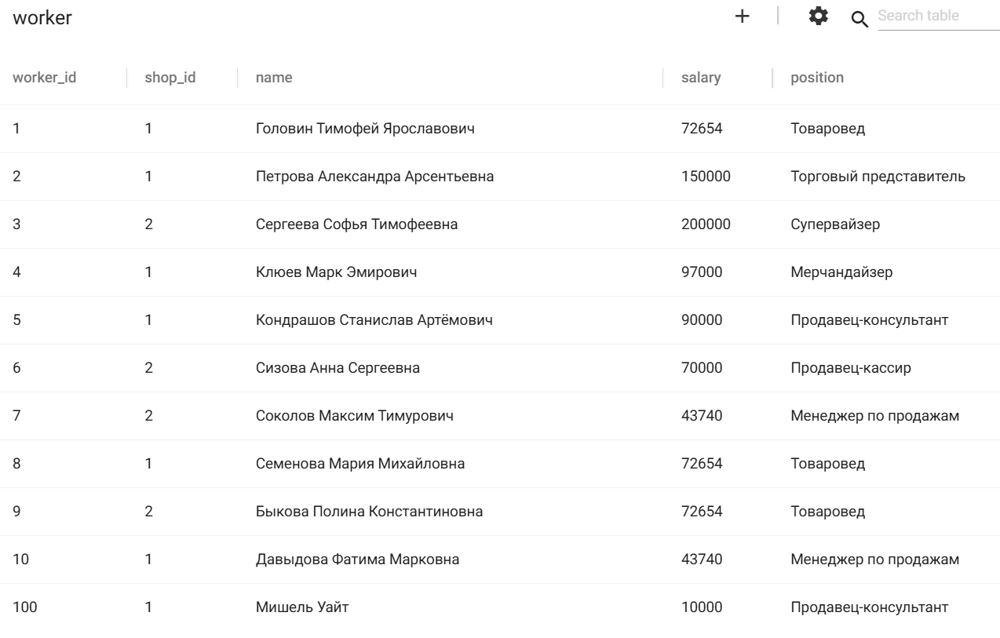 worker
Search table
worker_id shop_id name salary position
1 1 Головин Тимофей Ярославович 72654 Товаровед
2 1 Петрова Александра Арсентьевна 150000 Торговый представитель
3 2 Сергеева Софья Тимофеевна 200000 Супервайзер
4 1 Клюев Марк Эмирович 97000 Мерчандайзер
5 1 Кондрашов Станислав Артёмович 90000 Продавец-консультант
6 2 Сизова Анна Сергеевна 70000 Продавец-кассир
7 2 Соколов Максим Тимурович 43740 Менеджер по продажам
8 1 Семенова Мария Михайловна 72654 Товаровед
9 2 Быкова Полина Константиновна 72654 Товаровед
10 1 Давыдова Фатима Марковна 43740 Менеджер по продажам
100 1 Мишель Уайт 10000 Продавец-консультант